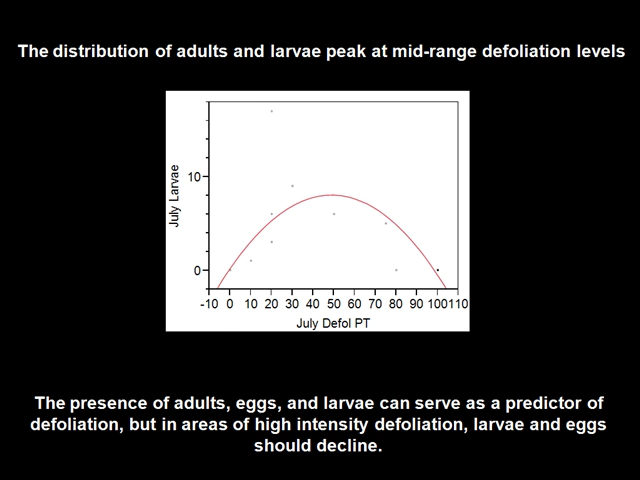 The distribution of adults and larvae peak at mid-range defoliation levels
10
0
July Larvae
-10 0 10 20 30 40 50 60 70 80 90 100110
July Defol PT
The presence of adults, eggs, and larvae can serve as a predictor of
defoliation, but in areas of high intensity defoliation, larvae and eggs
should decline.